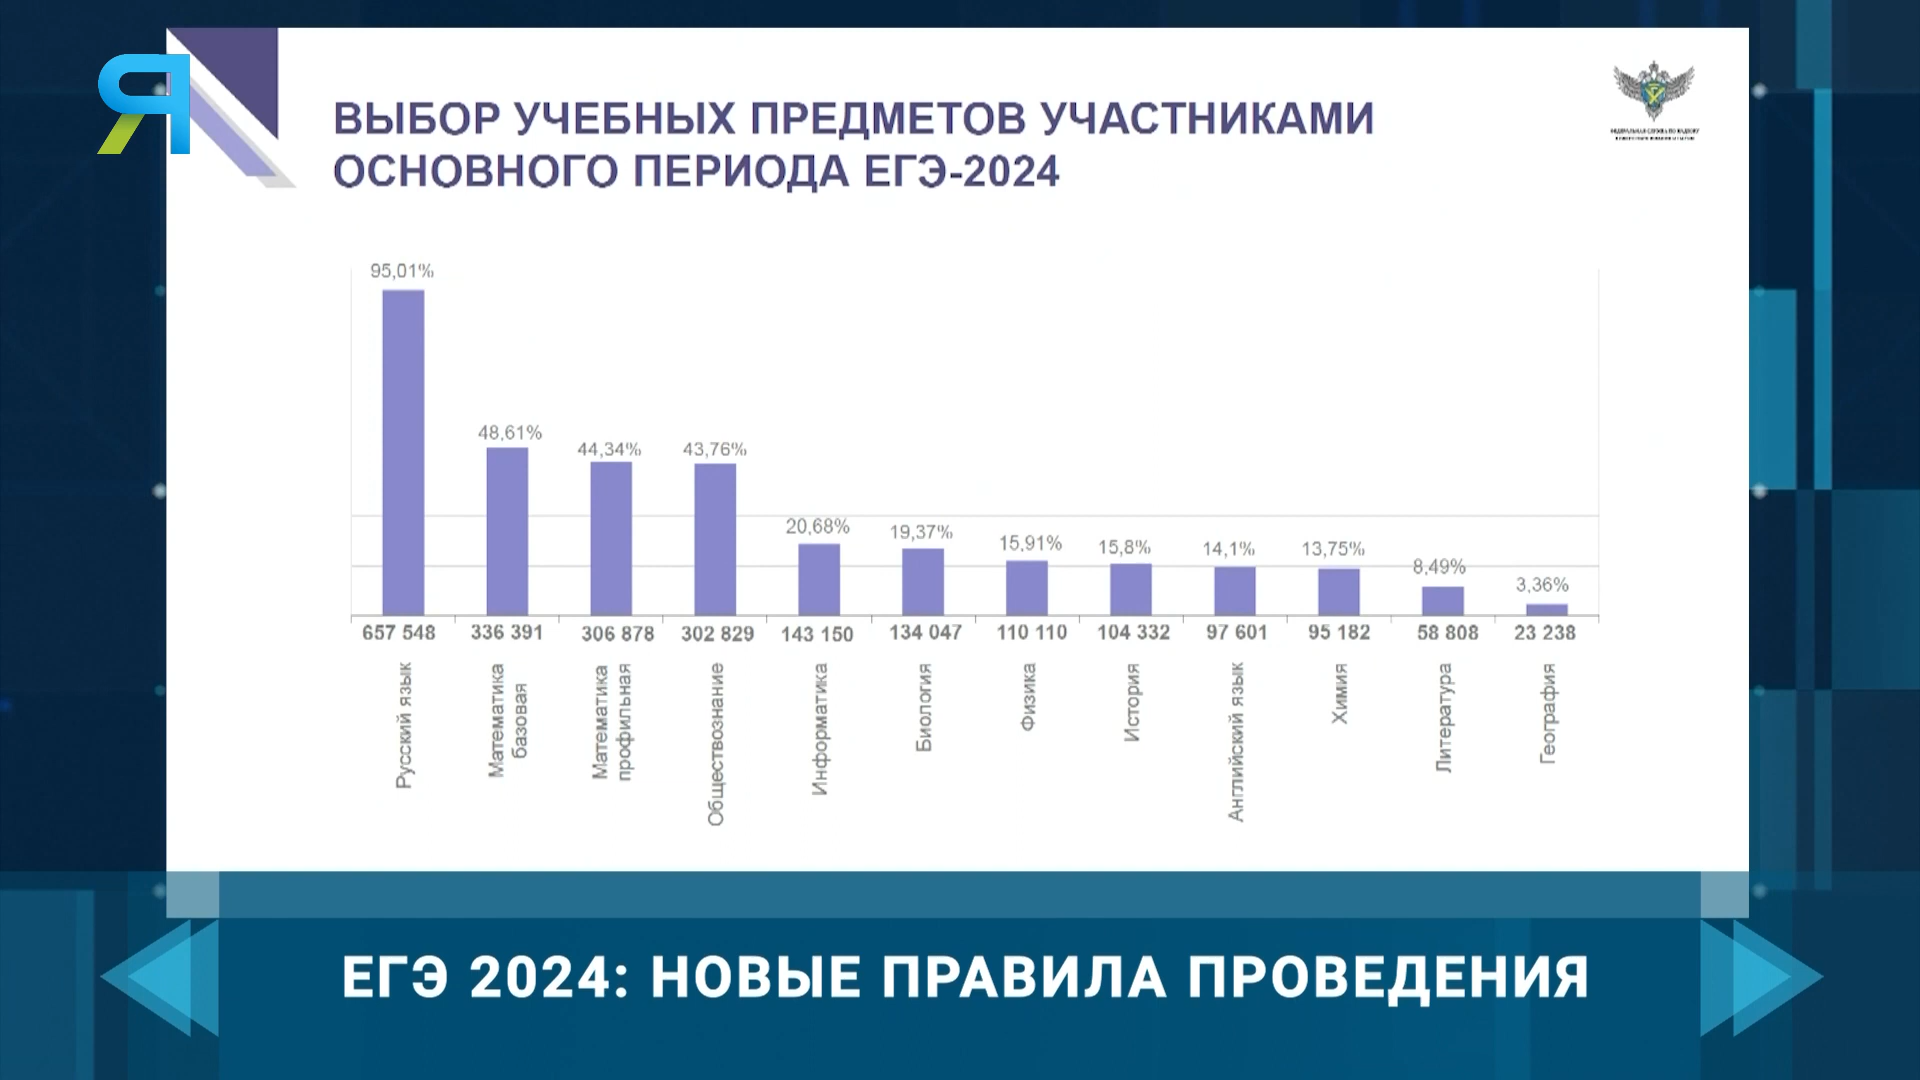 Я
ВЫБОР УЧЕБНЫХ ПРЕДМЕТОВ УЧАСТНИКАМИ
ОСНОВНОГО ПЕРИОДА ЕГЭ-2024
ФЕДЕРАЛЬНАЯ СЛУЖБА ПО НАДЗОРУ
95,01%
48,61%
44,34%
43,76%
20,68%
19,37%
15,91%
15,8%
14,1%
13,75%
8,49%
3,36%
657 548
336 391
306 878
302 829
143 150
134 047
110 110
104 332
97 601
95 182
58 808
23 238
Русский язык
Математика
базовая
Математика
профильная
Обществознание
Информатика
Биология
Физика
История
Английский язык
Химия
Литература
География
ЕГЭ 2024: НОВЫЕ ПРАВИЛА ПРОВЕДЕНИЯ